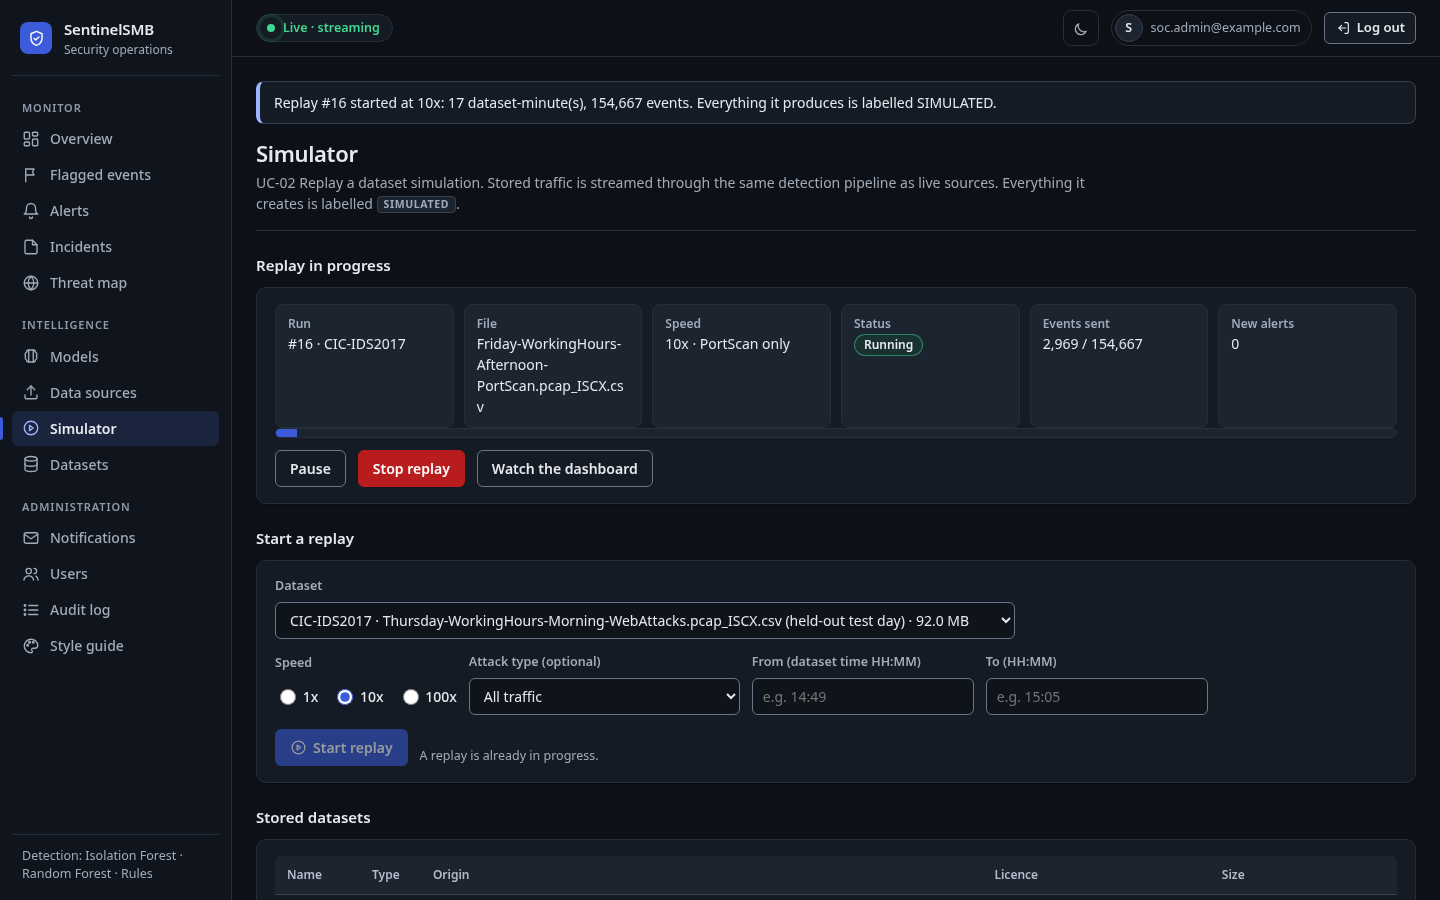 SentinelSMB
Security operations
MONITOR
Overview
Flagged events
Alerts
Incidents
Threat map
INTELLIGENCE
Models
Data sources
Simulator
Datasets
ADMINISTRATION
Notifications
Users
Audit log
Style guide
Detection: Isolation Forest ·
Random Forest · Rules
Live · streaming
S
soc.admin@example.com
Log out
Replay #16 started at 10x: 17 dataset-minute(s), 154,667 events. Everything it produces is labelled SIMULATED.
Simulator
UC-02 Replay a dataset simulation. Stored traffic is streamed through the same detection pipeline as live sources. Everything it
creates is labelled SIMULATED.
Replay in progress
Run
#16 · CIC-IDS2017
File
Friday-WorkingHours-
Afternoon-
PortScan.pcap_ISCX.cs
v
Speed
10x · PortScan only
Status
Running
Events sent
2,969 / 154,667
New alerts
0
Pause
Stop replay
Watch the dashboard
Start a replay
Dataset
CIC-IDS2017 · Thursday-WorkingHours-Morning-WebAttacks.pcap_ISCX.csv (held-out test day) · 92.0 MB
Speed
1x
10x
100x
Attack type (optional)
All traffic
From (dataset time HH:MM)
e.g. 14:49
To (HH:MM)
e.g. 15:05
Start replay
A replay is already in progress.
Stored datasets
Name
Type
Origin
Licence
Size